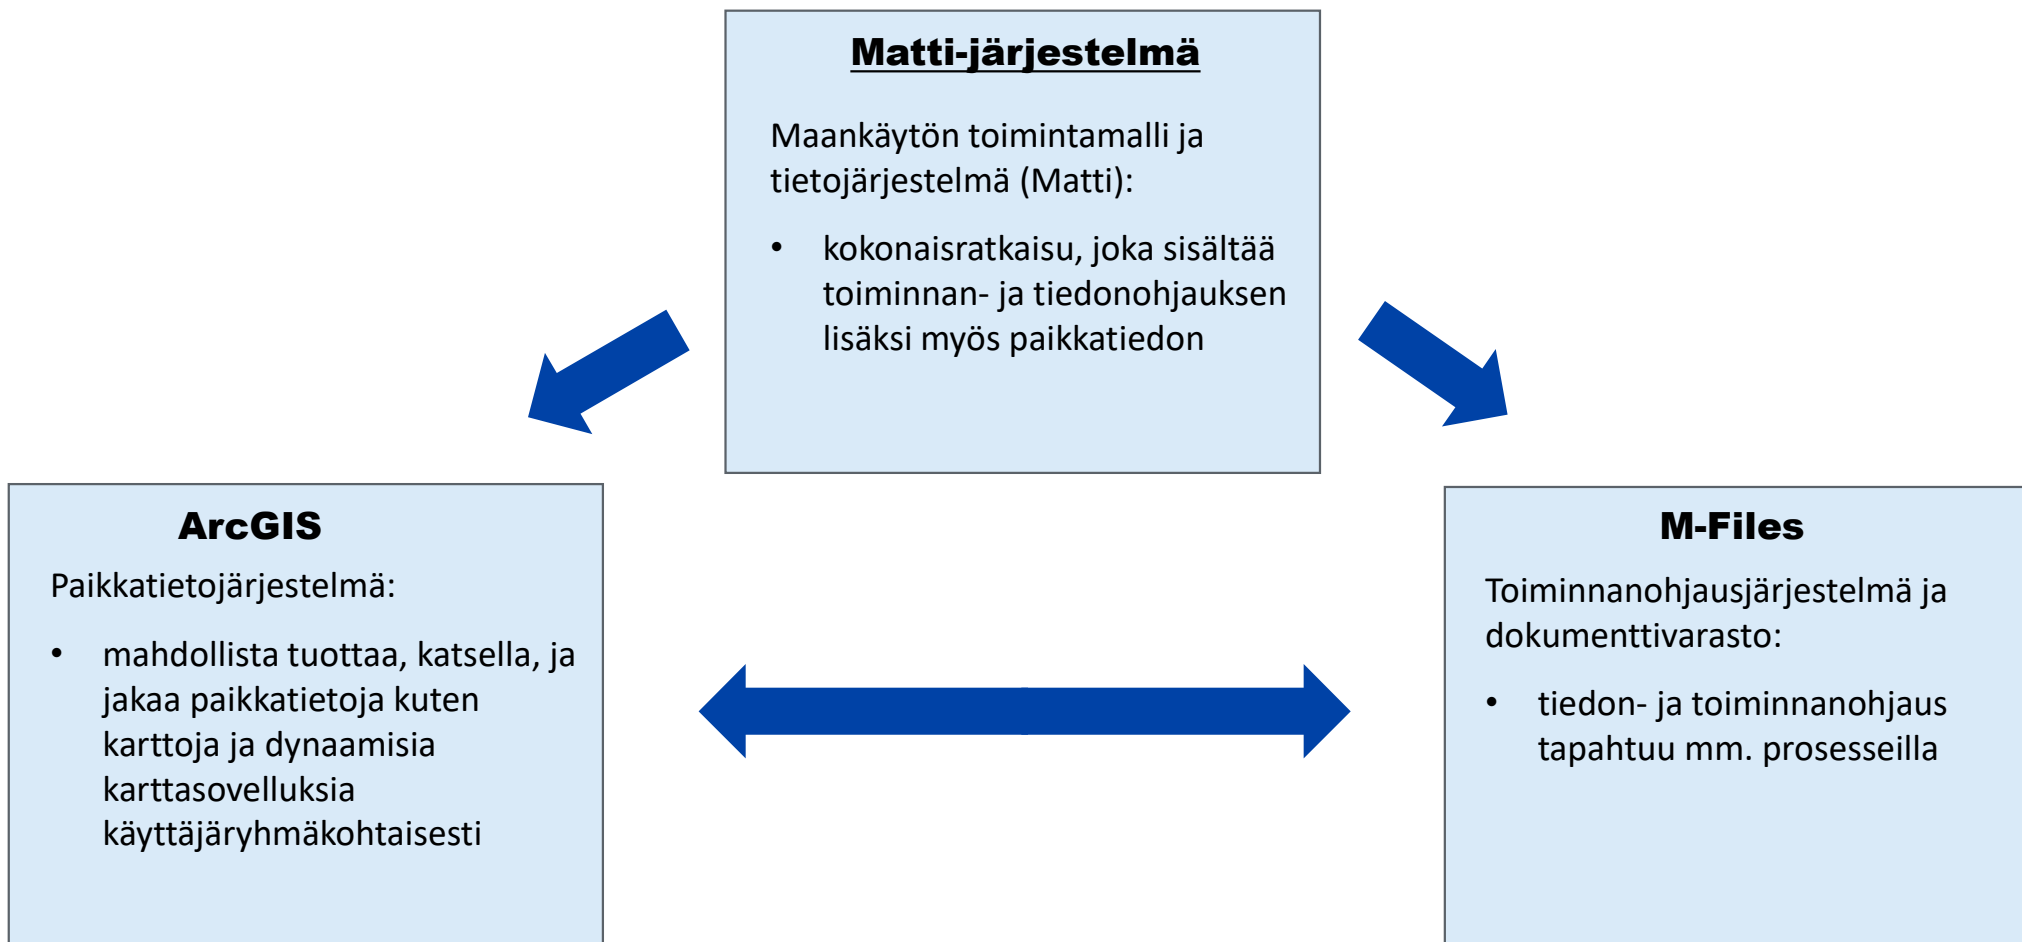 Matti-järjestelmä
Maankäytön toimintamalli ja
tietojärjestelmä (Matti):
• kokonaisratkaisu, joka sisältää
toiminnan- ja tiedonohjauksen
lisäksi myös paikkatiedon
ArcGIS
Paikkatietojärjestelmä:
• mahdollista tuottaa, katsella, ja
jakaa paikkatietoja kuten
karttoja ja dynaamisia
karttasovelluksia
käyttäjäryhmäkohtaisesti
M-Files
Toiminnanohjausjärjestelmä ja
dokumenttivarasto:
• tiedon- ja toiminnanohjaus
tapahtuu mm. prosesseilla